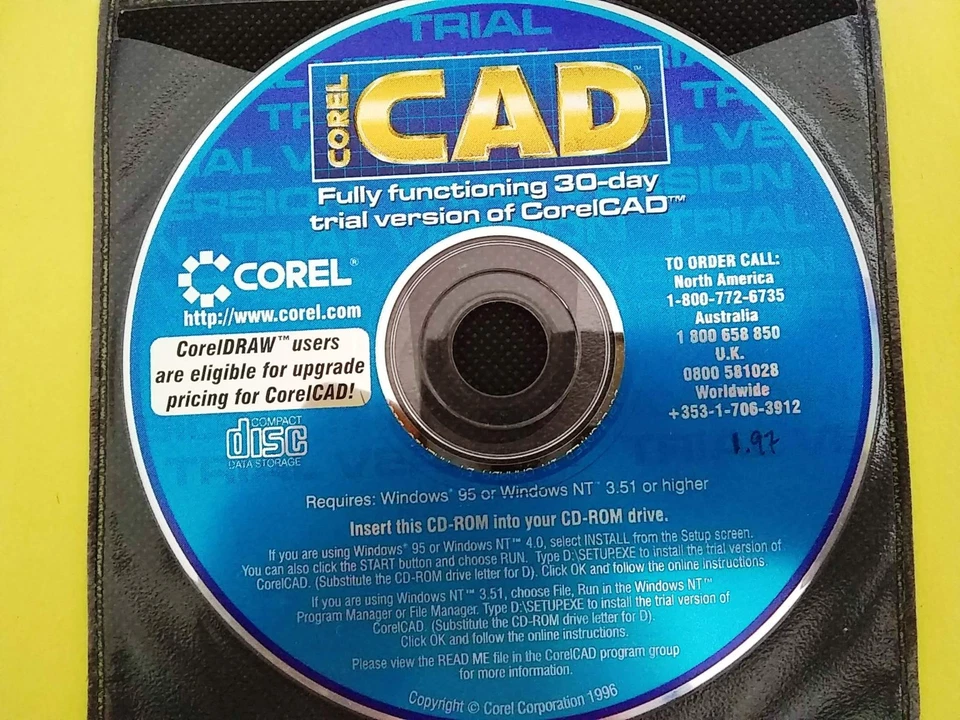 TRIAL
COREL CAD™
Fully functioning 30-day
trial version of CorelCAD™
COREL®
http://www.corel.com
CorelDRAW™ users
are eligible for upgrade
pricing for CorelCAD!
COMPACT
disc
DATA STORAGE
TO ORDER CALL:
North America
1-800-772-6735
Australia
1 800 658 850
U.K.
0800 581028
Worldwide
+353-1-706-3912
1.97
Requires: Windows® 95 or Windows NT™ 3.51 or higher
Insert this CD-ROM into your CD-ROM drive.
If you are using Windows® 95 or Windows NT™ 4.0, select INSTALL from the Setup screen.
You can also click the START button and choose RUN. Type D:\SETUP.EXE to install the trial version of
CorelCAD. (Substitute the CD-ROM drive letter for D). Click OK and follow the online instructions.
If you are using Windows NT™ 3.51, choose File, Run in the Windows NT™
Program Manager or File Manager. Type D:\SETUP.EXE to install the trial version of
CorelCAD. (Substitute the CD-ROM drive letter for D).
Click OK and follow the online instructions.
Please view the READ ME file in the CorelCAD program group
for more information.
Copyright © Corel Corporation 1996